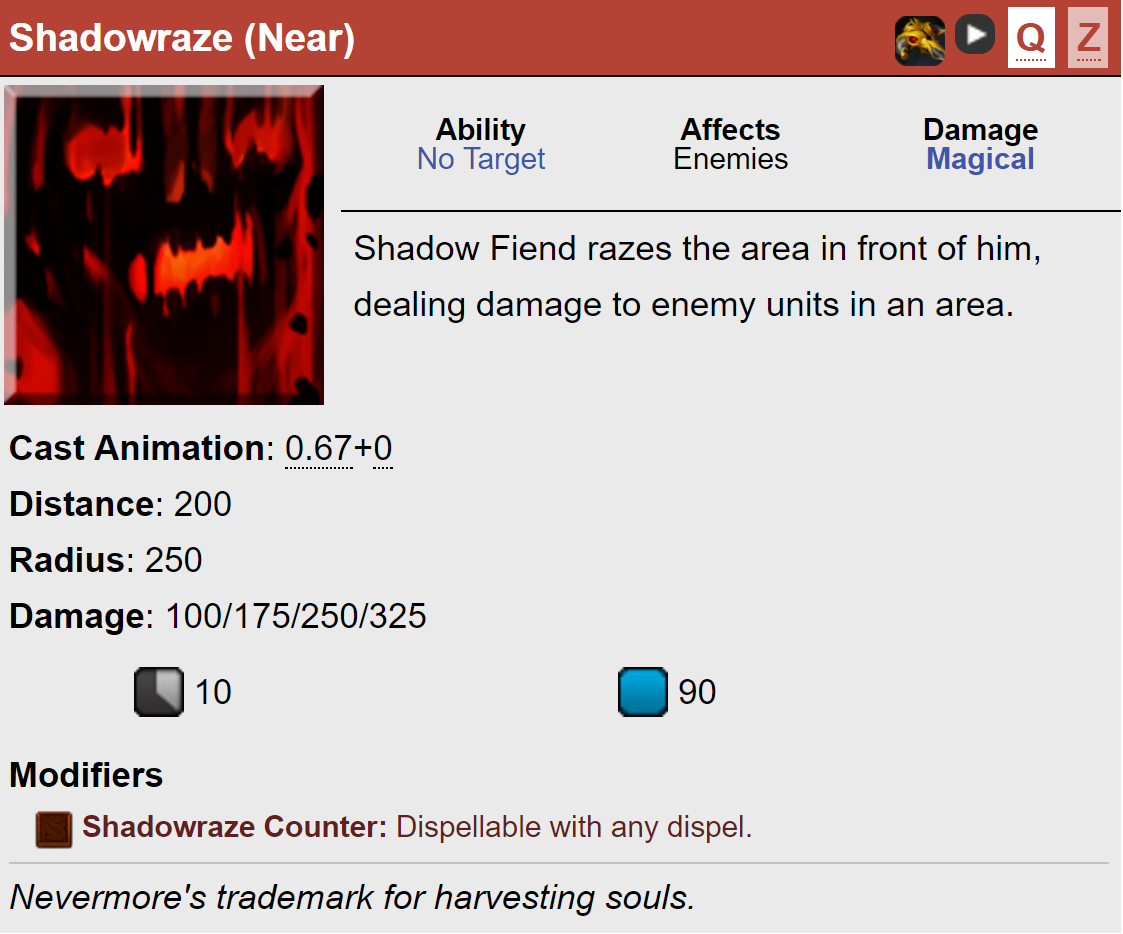 Shadowraze (Near)
Q
Z
Ability
No Target
Affects
Enemies
Damage
Magical
Shadow Fiend razes the area in front of him,
dealing damage to enemy units in an area.
Cast Animation: 0.67+0
Distance: 200
Radius: 250
Damage: 100/175/250/325
10
90
Modifiers
Shadowraze Counter: Dispellable with any dispel.
Nevermore's trademark for harvesting souls.